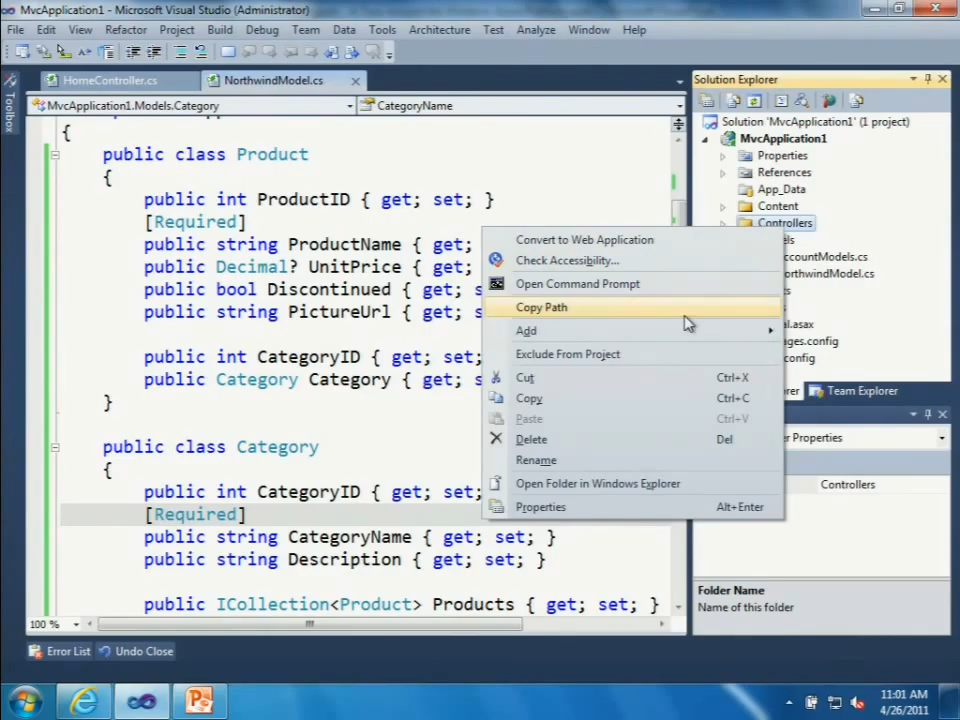 MvcApplication1 - Microsoft Visual Studio (Administrator)
File Edit View Refactor Project Build Debug Team Data Tools Architecture Test Analyze Window Help
Toolbox
HomeController.cs
NorthwindModel.cs
MvcApplication1.Models.Category
CategoryName
{
public class Product
{
public int ProductID { get; set; }
[Required]
public string ProductName { get;
public Decimal? UnitPrice { get;
public bool Discontinued { get; s
public string PictureUrl { get; s
public int CategoryID { get; set;
public Category Category { get; s
}
public class Category
{
public int CategoryID { get; set;
[Required]
public string CategoryName { get; set; }
public string Description { get; set; }
public ICollection<Product> Products { get; set; }
100 %
Error List
Undo Close
Convert to Web Application
Check Accessibility...
Open Command Prompt
Copy Path
Add
Exclude From Project
Cut Ctrl+X
Copy Ctrl+C
Paste Ctrl+V
Delete Del
Rename
Open Folder in Windows Explorer
Properties Alt+Enter
Solution Explorer
Solution 'MvcApplication1' (1 project)
MvcApplication1
Properties
References
App_Data
Content
Controllers
els
ccountModels.cs
orthwindModel.cs
ts
al.asax
ages.config
onfig
rer
Team Explorer
r Properties
Controllers
Folder Name
Name of this folder
11:01 AM
4/26/2011